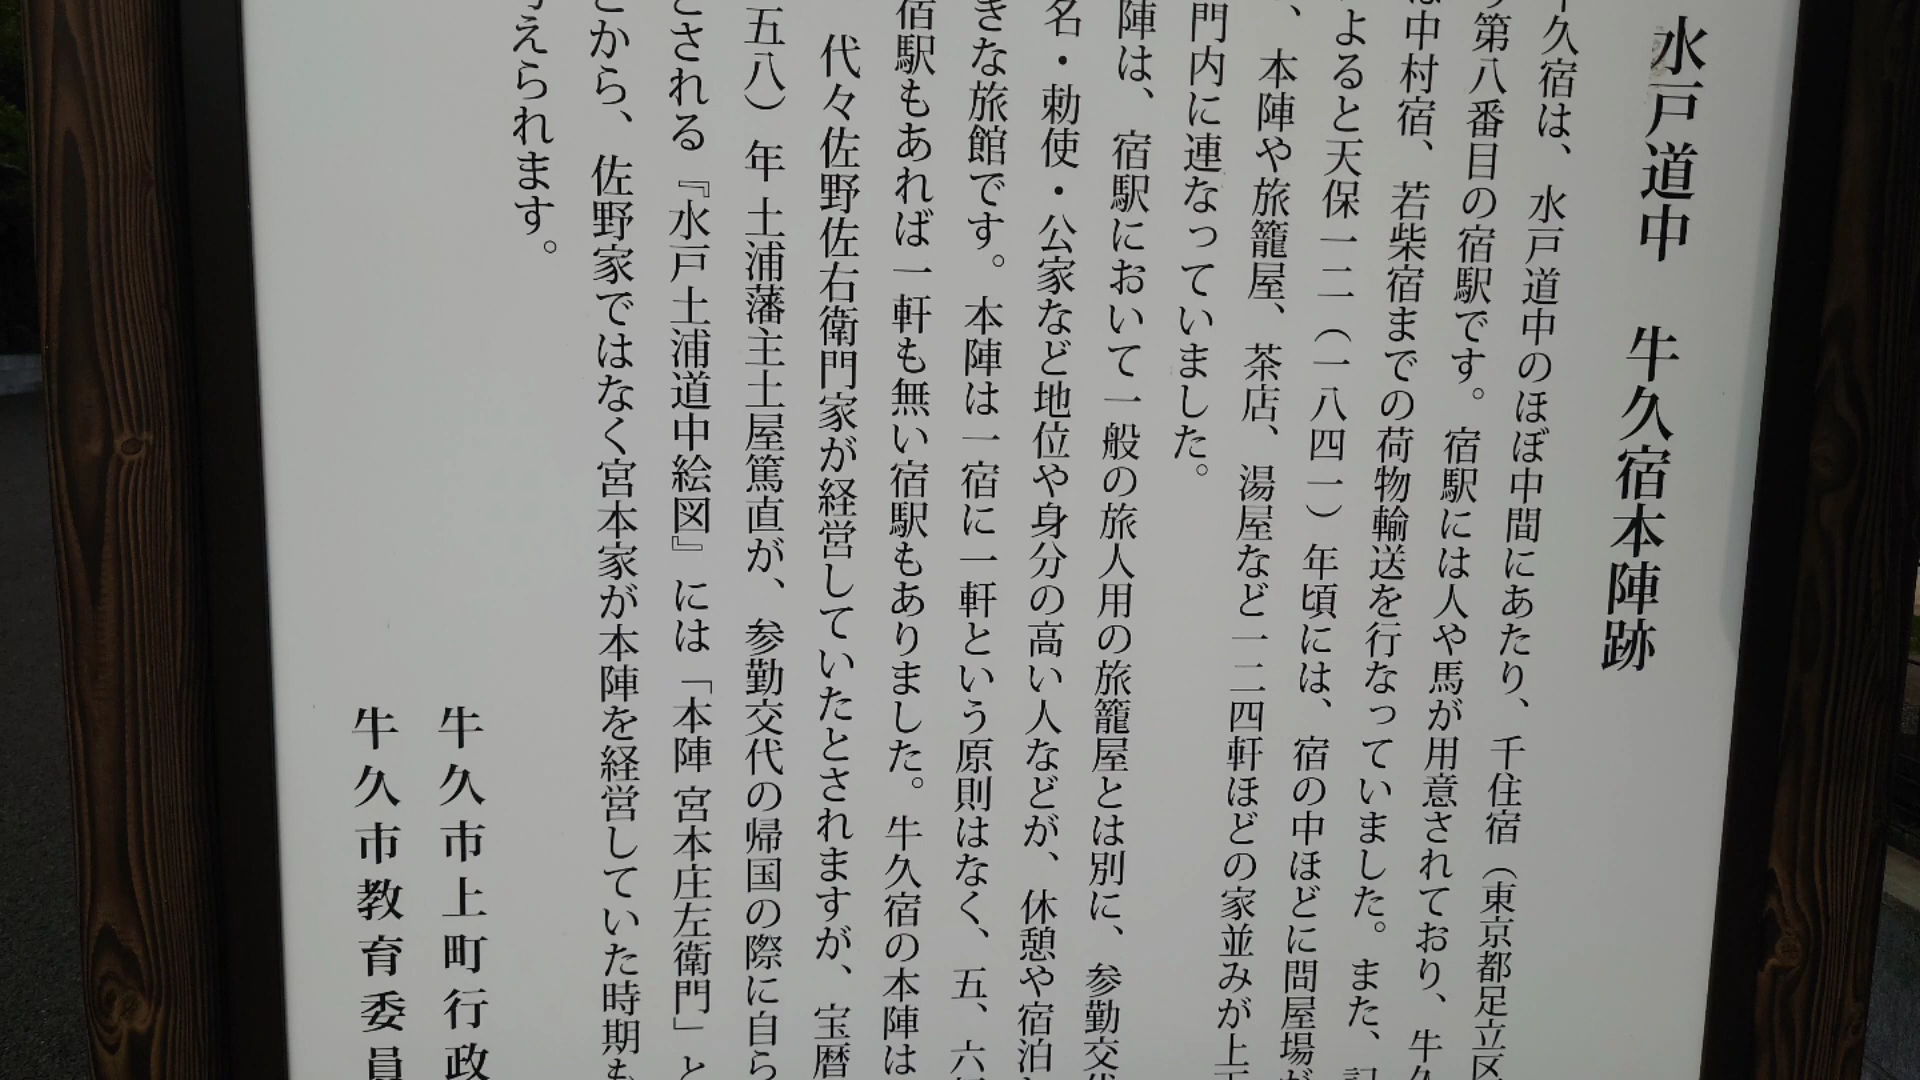 水戸道中　牛久宿本陣跡
久宿は、水戸道中のほぼ中間にあたり、千住宿（東京都足立区
第八番目の宿駅です。宿駅には人や馬が用意されており、牛久
は中村宿、若柴宿までの荷物輸送を行なっていました。また、記
よると天保一二（一八四一）年頃には、宿の中ほどに問屋場が
、本陣や旅籠屋、茶店、湯屋など一二四軒ほどの家並みが上
門内に連なっていました。
陣は、宿駅において一般の旅人用の旅籠屋とは別に、参勤交代
名・勅使・公家など地位や身分の高い人などが、休憩や宿泊
きな旅館です。本陣は一宿に一軒という原則はなく、五、六
宿駅もあれば一軒も無い宿駅もありました。牛久宿の本陣は
代々佐野佐右衛門家が経営していたとされますが、宝暦
五八）年土浦藩主土屋篤直が、参勤交代の帰国の際に自ら
とされる『水戸土浦道中絵図』には「本陣 宮本庄左衛門」と
とから、佐野家ではなく宮本家が本陣を経営していた時期も
考えられます。
牛久市上町行政
牛久市教育委員